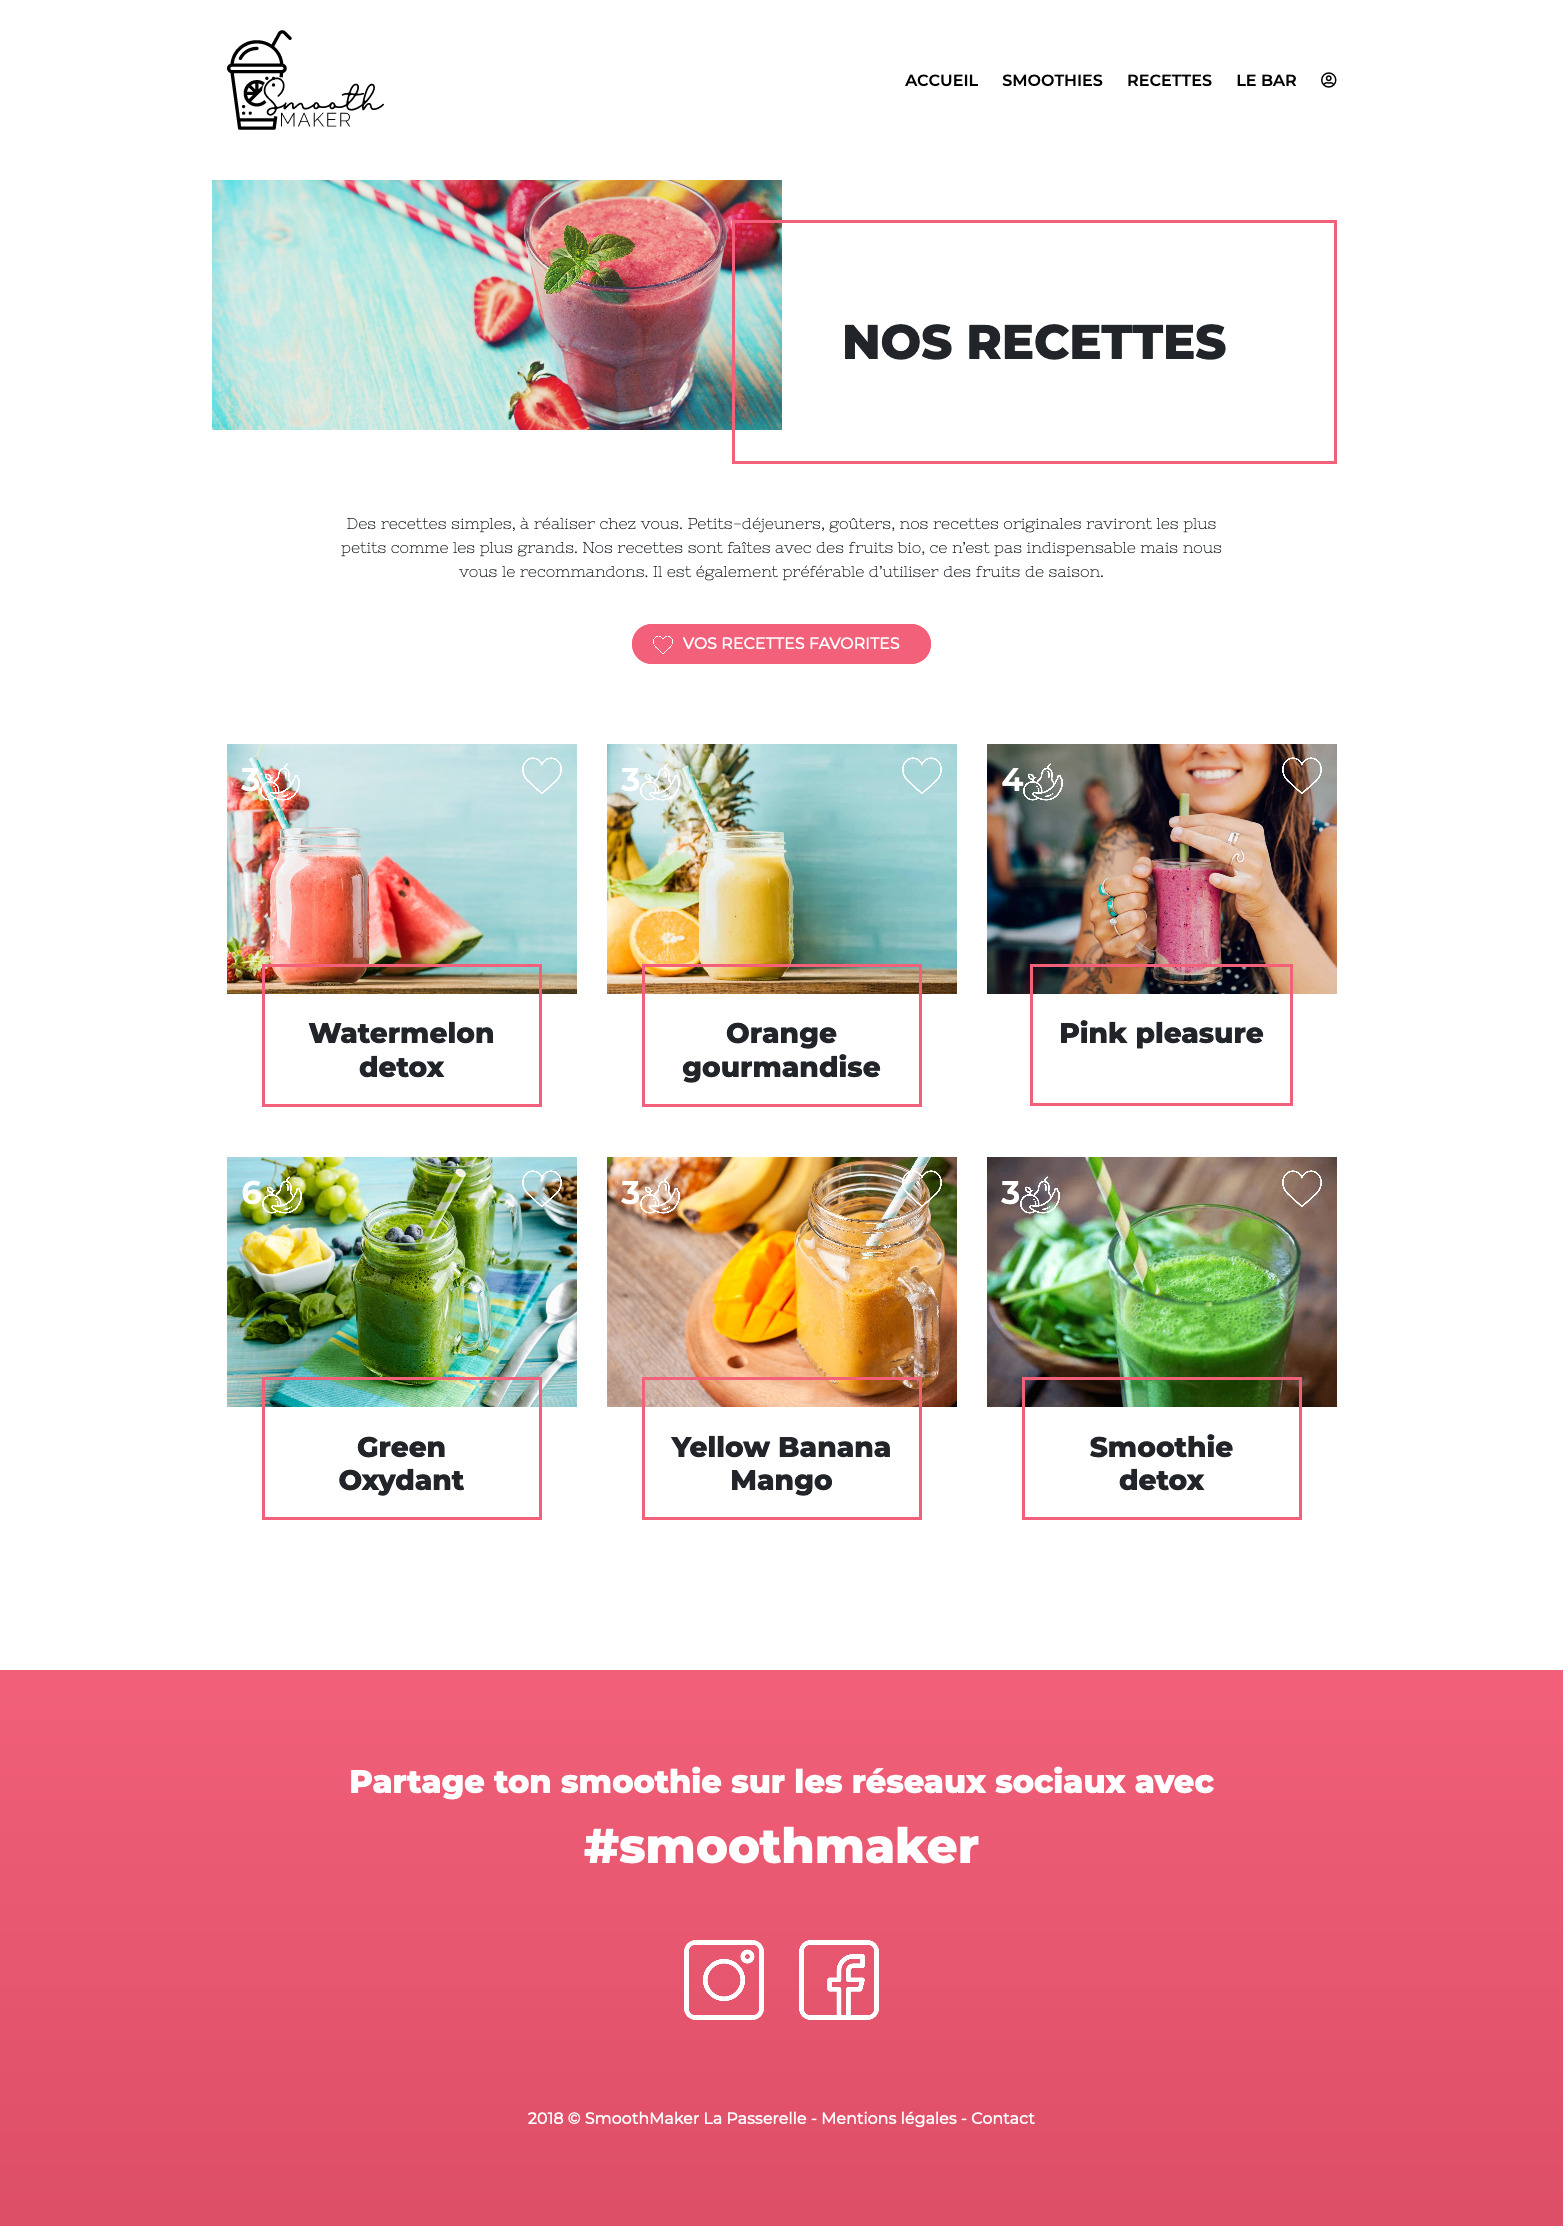 Smooth
MAKER
ACCUEIL SMOOTHIES RECETTES LE BAR
NOS RECETTES
Des recettes simples, à réaliser chez vous. Petits-déjeuners, goûters, nos recettes originales raviront les plus
petits comme les plus grands. Nos recettes sont faîtes avec des fruits bio, ce n’est pas indispensable mais nous
vous le recommandons. Il est également préférable d’utiliser des fruits de saison.
VOS RECETTES FAVORITES
3
Watermelon
detox
3
Orange
gourmandise
4
Pink pleasure
6
Green
Oxydant
3
Yellow Banana
Mango
3
Smoothie
detox
Partage ton smoothie sur les réseaux sociaux avec
#smoothmaker
2018 © SmoothMaker La Passerelle - Mentions légales - Contact